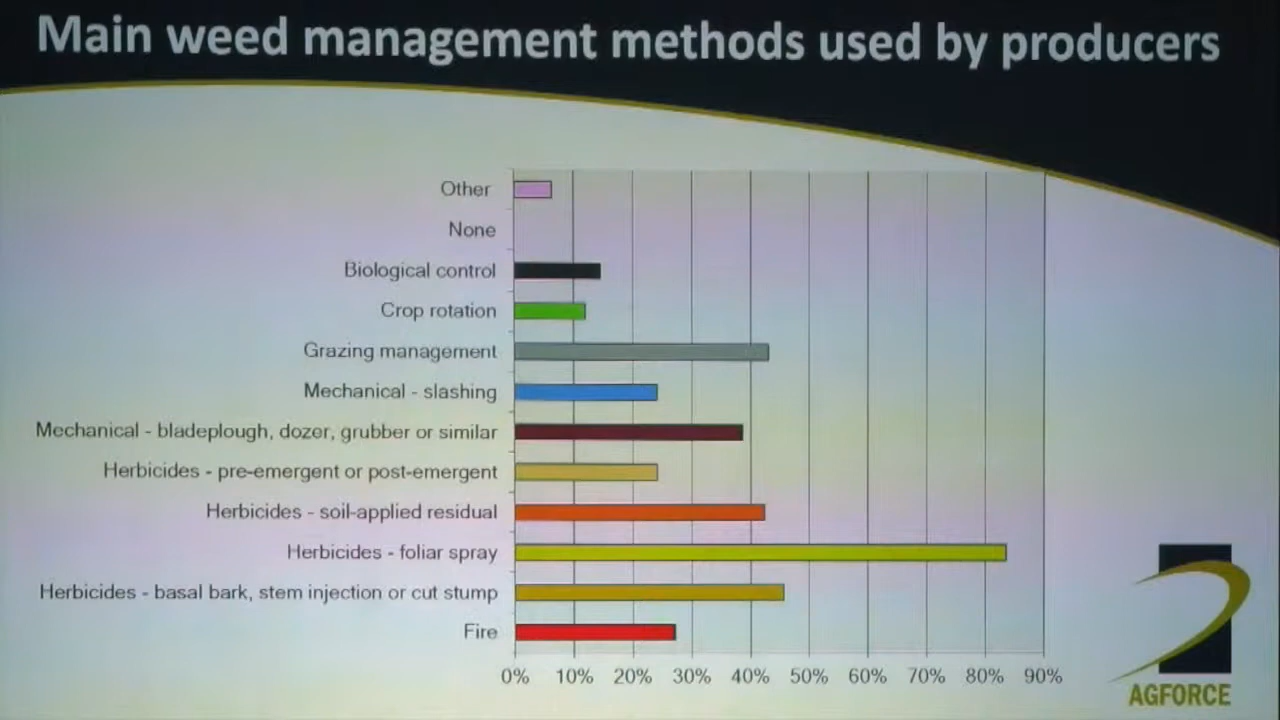 Main weed management methods used by producers
Other
None
Biological control
Crop rotation
Grazing management
Mechanical - slashing
Mechanical - bladeplough, dozer, grubber or similar
Herbicides - pre-emergent or post-emergent
Herbicides - soil-applied residual
Herbicides - foliar spray
Herbicides - basal bark, stem injection or cut stump
Fire
0% 10% 20% 30% 40% 50% 60% 70% 80% 90%
AGFORCE